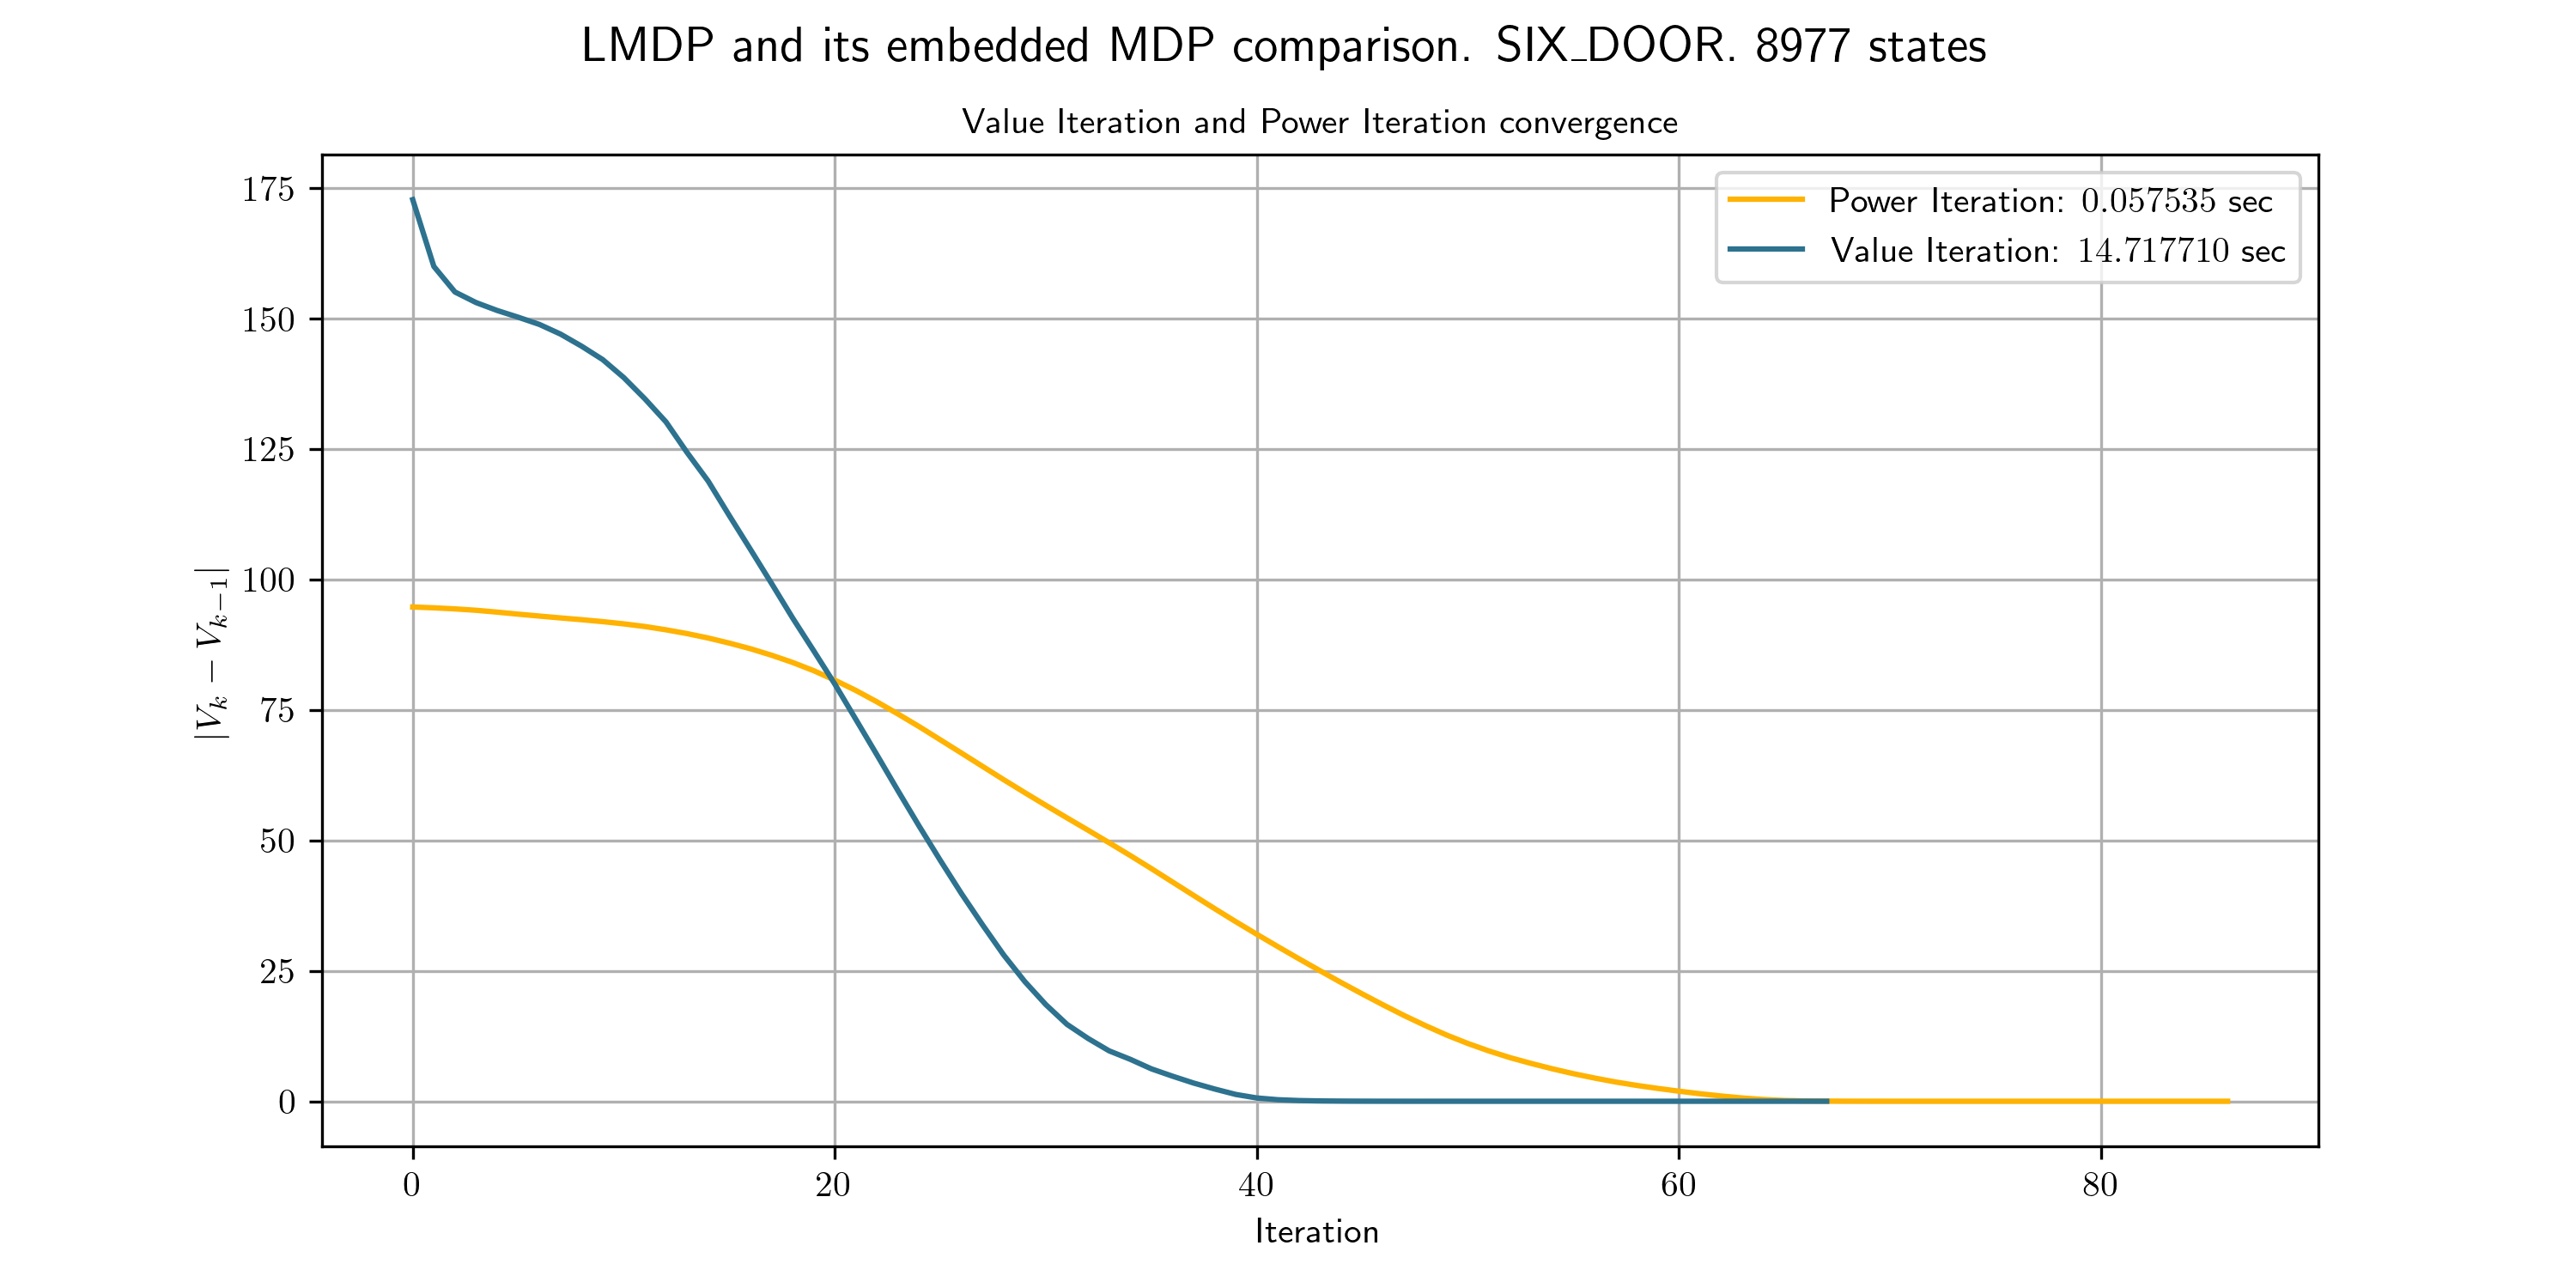 LMDP and its embedded MDP comparison. SIX_DOOR. 8977 states
Value Iteration and Power Iteration convergence
Power Iteration: 0.057535 sec
Value Iteration: 14.717710 sec
175
150
125
100
75
50
25
0
|V_k − V_{k−1}|
0 20 40 60 80
Iteration